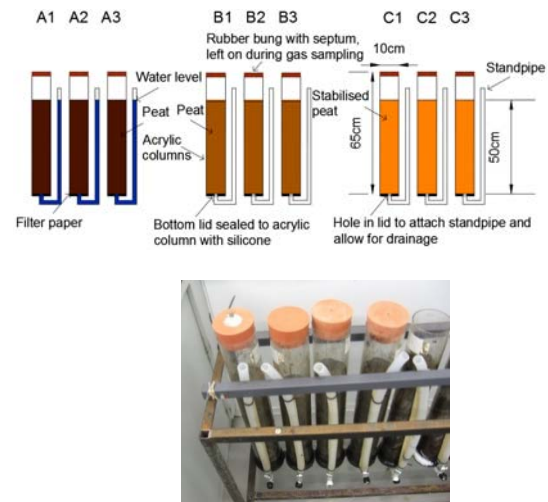 A1 A2 A3
B1 B2 B3
C1 C2 C3
Rubber bung with septum,
left on during gas sampling
10cm
Standpipe
Water level
Peat
Peat
Acrylic
columns
Stabilised
peat
65cm
50cm
Filter paper
Bottom lid sealed to acrylic
column with silicone
Hole in lid to attach standpipe and
allow for drainage